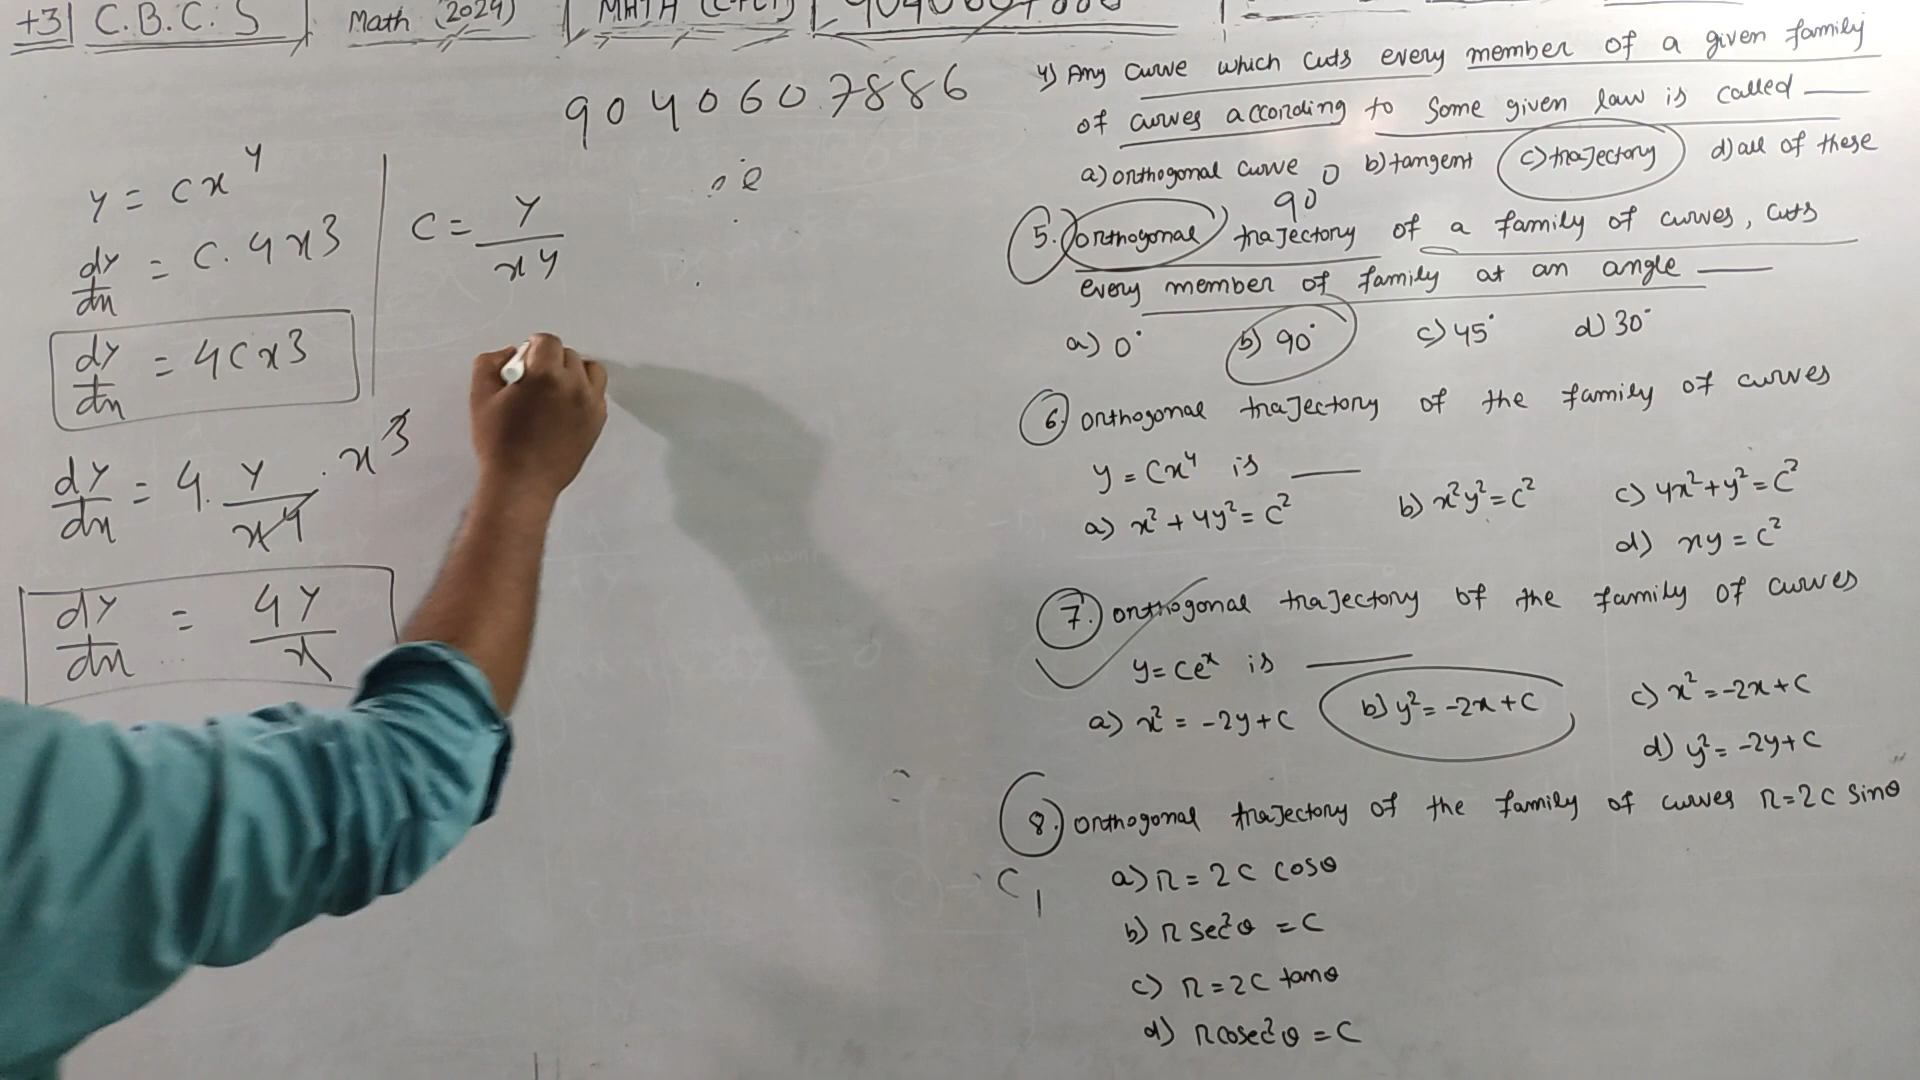 +3 C.B.C.S Math (2024)
9040607886
y = cx⁴
dy/dx = c.4x3
dy/dx = 4cx3
dy/dx = 4. y/x4 . x3
dy/dx = 4y/x
c = y/x4
4) Any curve which cuts every member of a given family
of curves according to some given law is called ____
a) orthogonal curve b) tangent c) trajectory d) all of these
0
90
5. orthogonal trajectory of a family of curves, cuts
every member of family at an angle ____
a) 0° b) 90° c) 45° d) 30°
6. orthogonal trajectory of the family of curves
y = cx⁴ is ____
a) x² + 4y² = c² b) x²y² = c² c) 4x² + y² = c²
d) xy = c²
7. orthogonal trajectory of the family of curves
y = ceˣ is ____
a) x² = -2y + c b) y² = -2x + c c) x² = -2x + c
d) y² = -2y + c
8. orthogonal trajectory of the family of curves r = 2c sinθ
a) r = 2c cosθ
b) r sec²θ = c
c) r = 2c tanθ
d) r cosec²θ = c